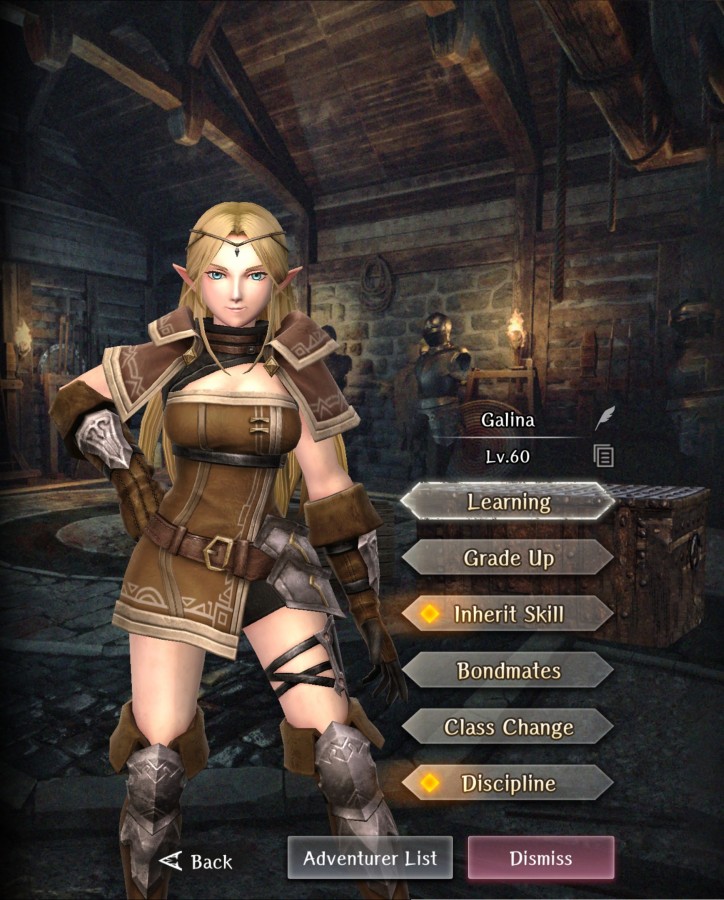 Galina
Lv.60
Learning
Grade Up
Inherit Skill
Bondmates
Class Change
Discipline
Back
Adventurer List
Dismiss